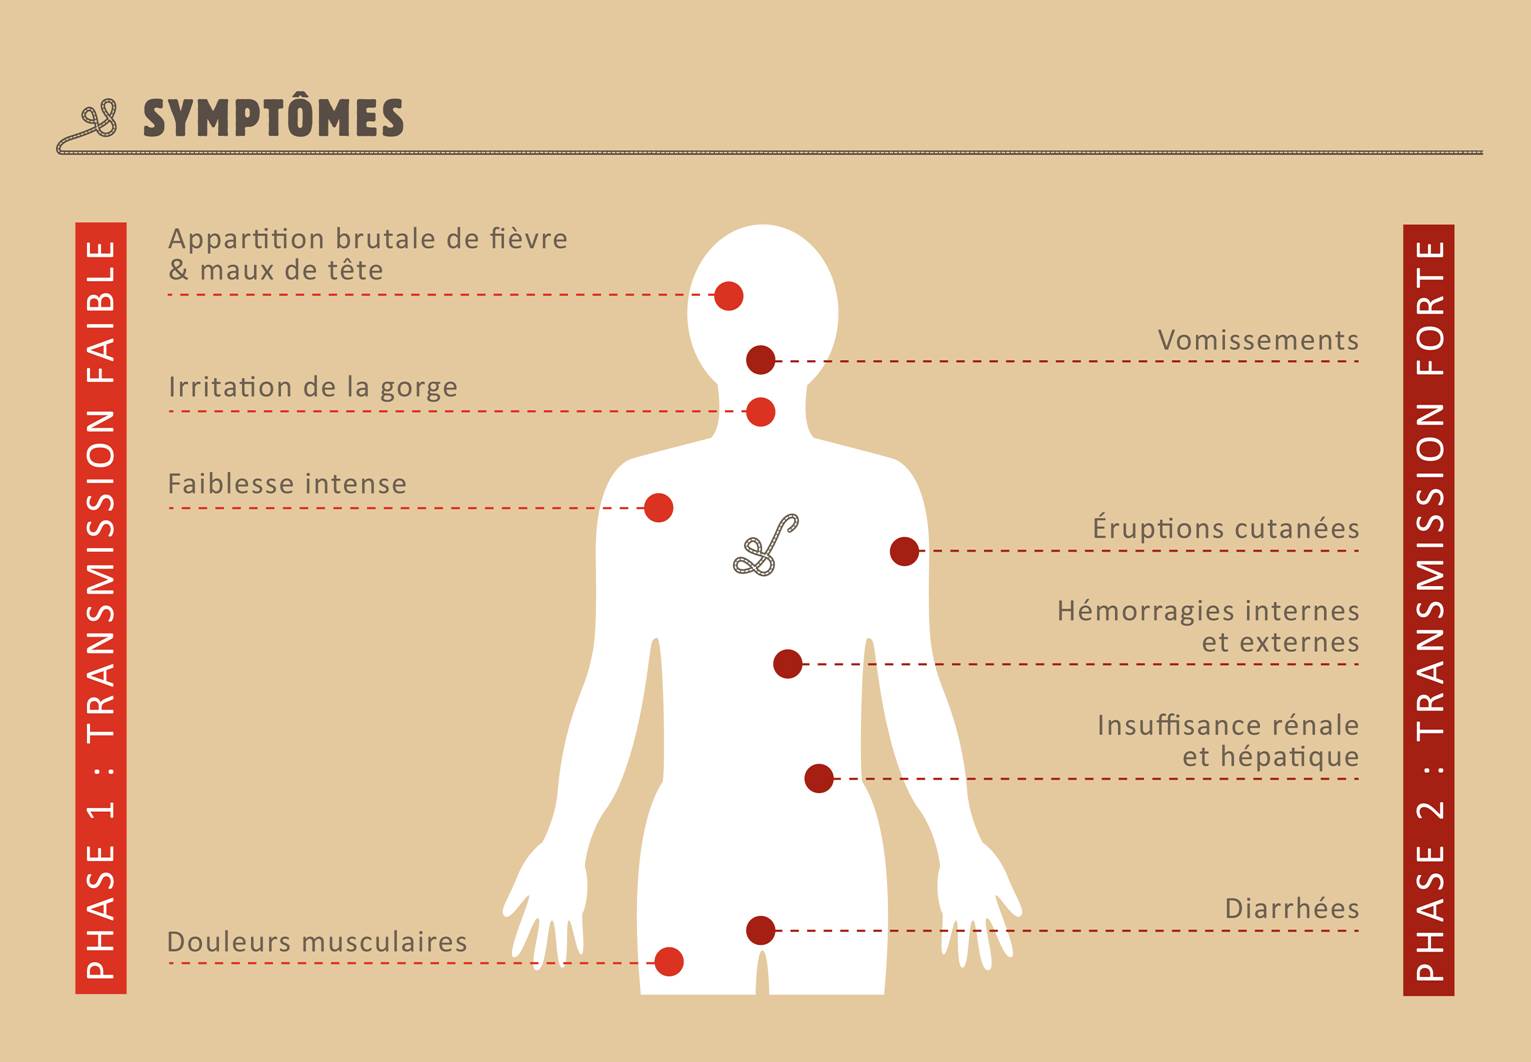 SYMPTÔMES
PHASE 1 : TRANSMISSION FAIBLE
Appartition brutale de fièvre
& maux de tête
Irritation de la gorge
Faiblesse intense
Douleurs musculaires
PHASE 2 : TRANSMISSION FORTE
Vomissements
Éruptions cutanées
Hémorragies internes
et externes
Insuffisance rénale
et hépatique
Diarrhées